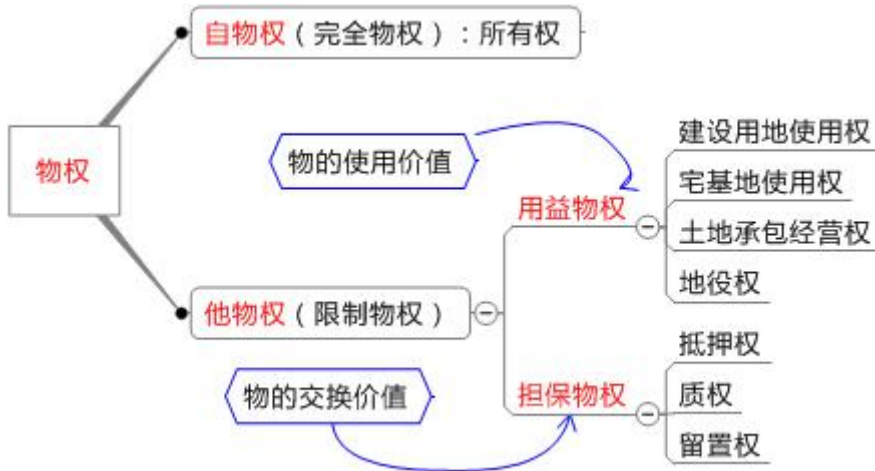 自物权（完全物权）：所有权
物权
物的使用价值
建设用地使用权
宅基地使用权
用益物权
土地承包经营权
地役权
他物权（限制物权）
抵押权
物的交换价值
担保物权
质权
留置权